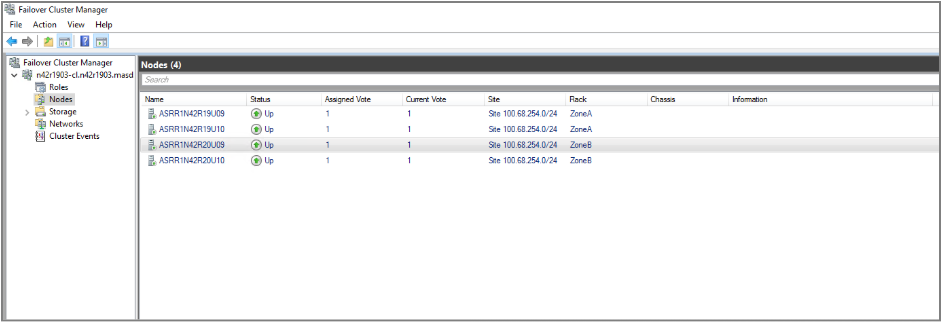 Failover Cluster Manager
File Action View Help
Failover Cluster Manager
n42r1903-cl.n42r1903.masd
Roles
Nodes
Storage
Networks
Cluster Events
Nodes (4)
Search
Name Status Assigned Vote Current Vote Site Rack Chassis Information
ASRR1N42R19U09 Up 1 1 Site 100.68.254.0/24 ZoneA
ASRR1N42R19U10 Up 1 1 Site 100.68.254.0/24 ZoneA
ASRR1N42R20U09 Up 1 1 Site 100.68.254.0/24 ZoneB
ASRR1N42R20U10 Up 1 1 Site 100.68.254.0/24 ZoneB